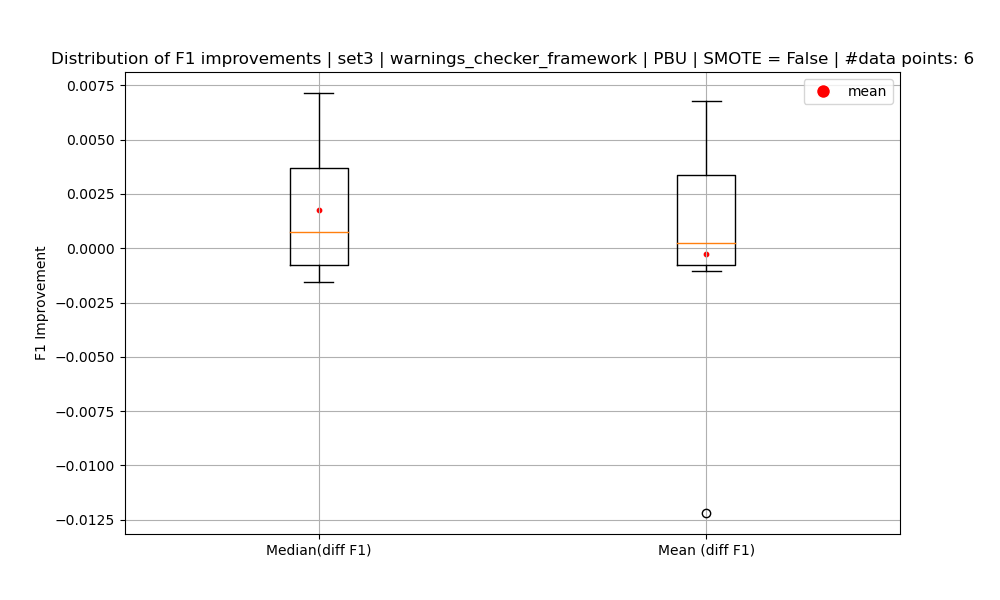 Distribution of F1 improvements | set3 | warnings_checker_framework | PBU | SMOTE = False | #data points: 6
mean
0.0075
0.0050
0.0025
0.0000
−0.0025
−0.0050
−0.0075
−0.0100
−0.0125
F1 Improvement
Median(diff F1)
Mean (diff F1)